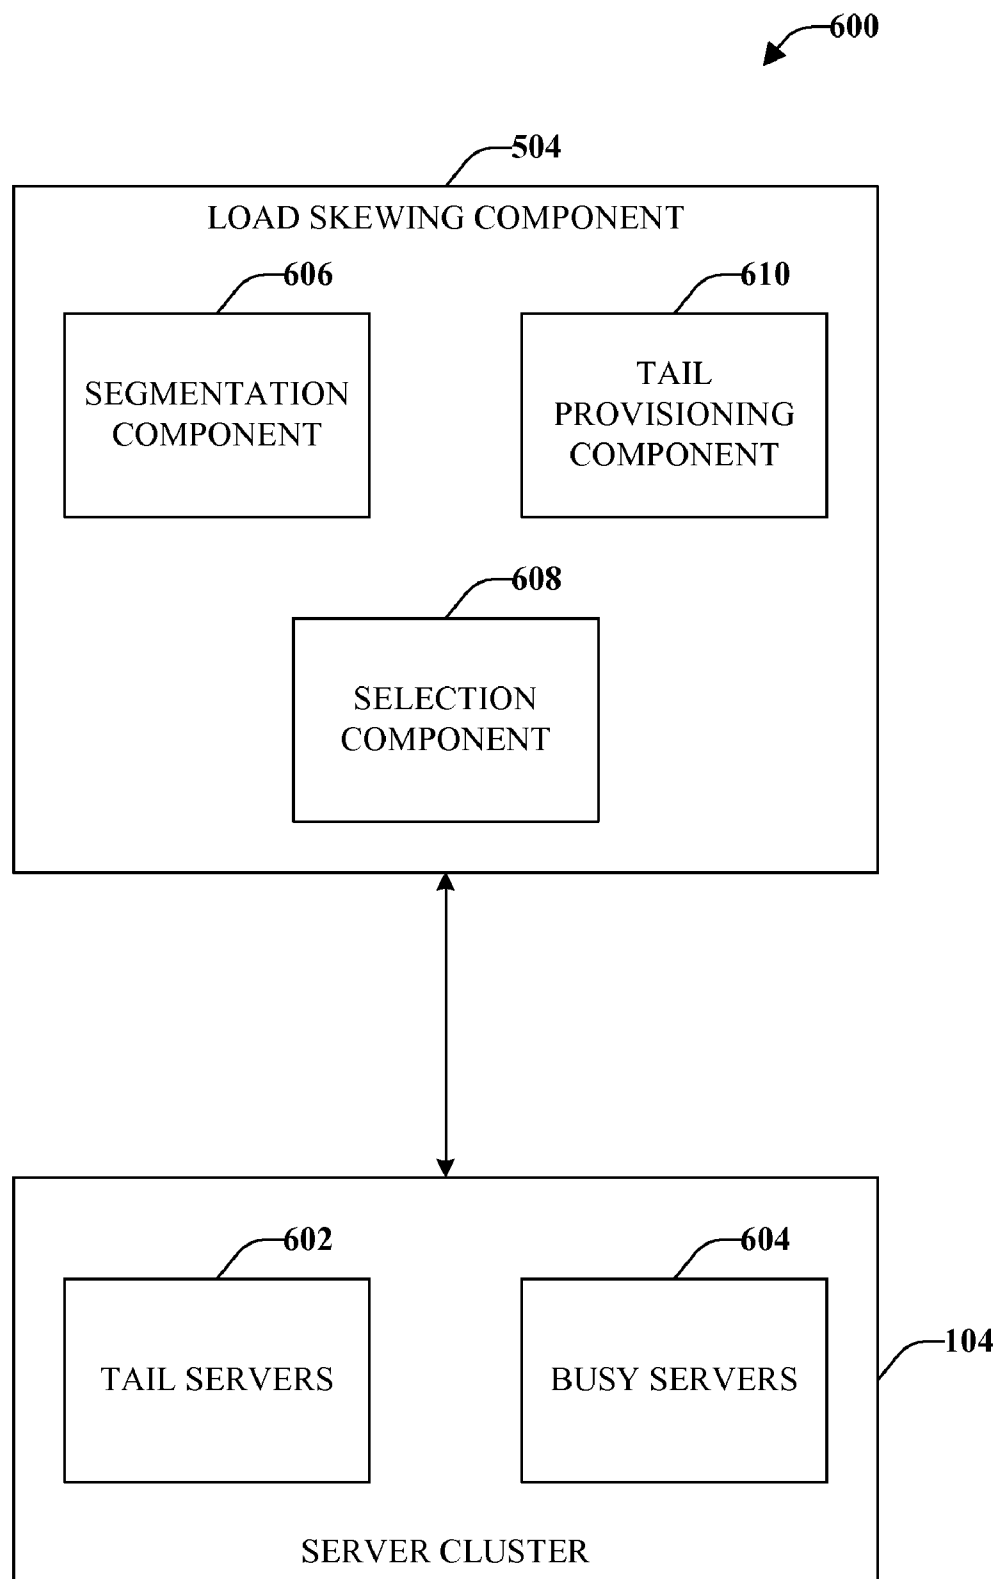 600
504
LOAD SKEWING COMPONENT
606
610
SEGMENTATION
COMPONENT
TAIL
PROVISIONING
COMPONENT
608
SELECTION
COMPONENT
602
604
TAIL SERVERS
BUSY SERVERS
104
SERVER CLUSTER